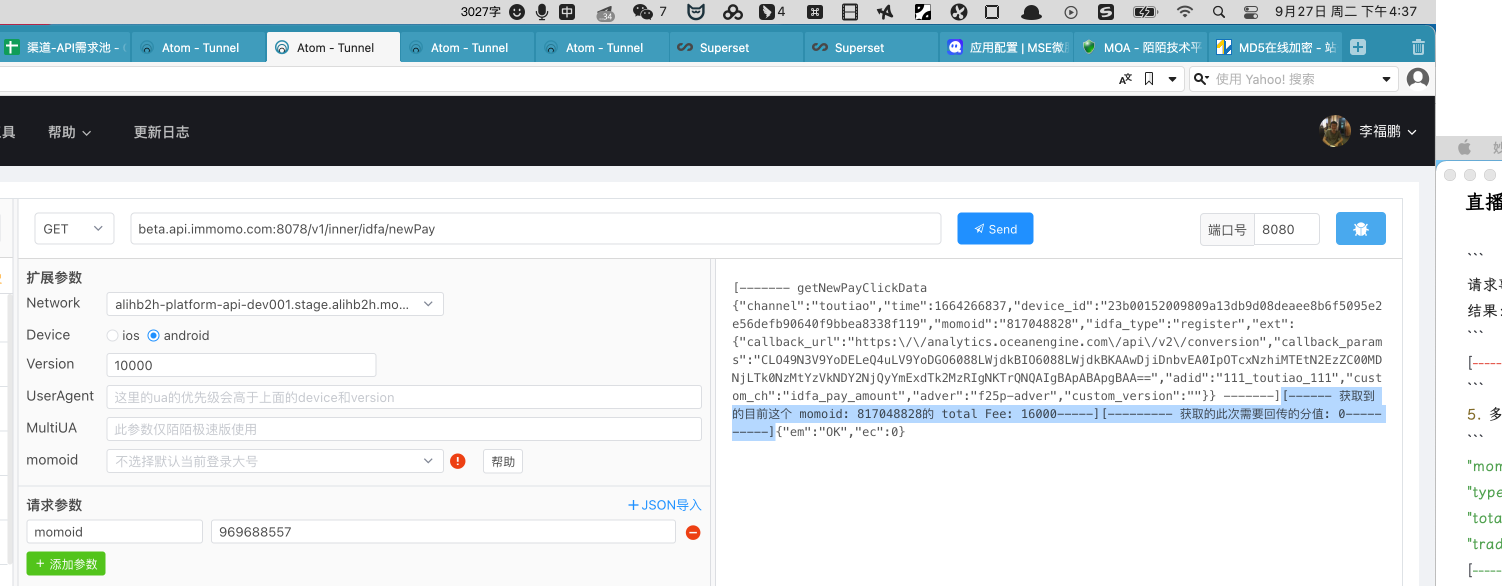 3027字 中 34 7 4 9月27日 周二 下午4:37
渠道-API需求池 - Atom - Tunnel Atom - Tunnel Atom - Tunnel Atom - Tunnel Superset Superset 应用配置 | MSE微 MOA - 陌陌技术平 MD5在线加密 - 站
使用 Yahoo! 搜索
具 帮助 更新日志 李福鹏
GET beta.api.immomo.com:8078/v1/inner/idfa/newPay Send 端口号 8080
扩展参数
Network alihb2h-platform-api-dev001.stage.alihb2h.mo...
Device ios android
Version 10000
UserAgent 这里的ua的优先级会高于上面的device和version
MultiUA 此参数仅陌陌极速版使用
momoid 不选择默认当前登录大号 帮助
请求参数 JSON导入
momoid 969688557
+ 添加参数
[------- getNewPayClickData
{"channel":"toutiao","time":1664266837,"device_id":"23b00152009809a13db9d08deaee8b6f5095e2
e56defb90640f9bbea8338f119","momoid":"817048828","idfa_type":"register","ext":
{"callback_url":"https:\/\/analytics.oceanengine.com\/api\/v2\/conversion","callback_param
s":"CLO49N3V9YoDELeQ4uLV9YoDGO6088LWjdkBIO6088LWjdkBKAAwDjiDnbvEA0IpOTcxNzhiMTEtN2EzZC00MD
NjLTk0NzMtYzVkNDY2NjQyYmExdTk2MzRIgNKTrQNQAIgBApABApgBAA==","adid":"111_toutiao_111","cust
om_ch":"idfa_pay_amount","adver":"f25p-adver","custom_version":""}} -------][------ 获取到
的目前这个 momoid: 817048828的 total Fee: 16000-----][--------- 获取的此次需要回传的分值: 0-----
-----]{"em":"OK","ec":0}
直播
```
请求
结果:
```
[-----
```
5. 多
```
"mom
"type
"tota
"trad
[-----